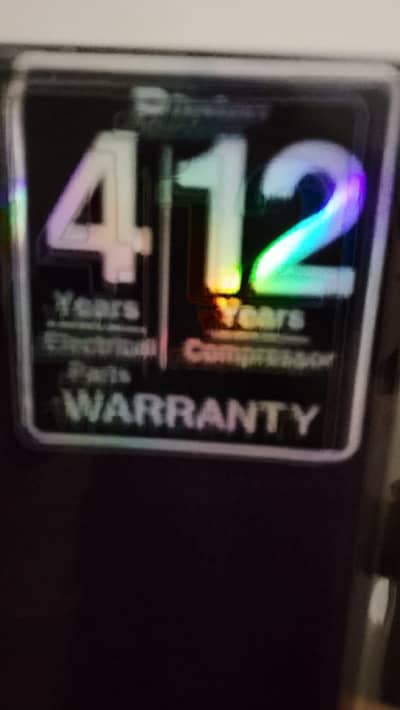 4 12
Years Years
Electrical Compressor
Parts
WARRANTY